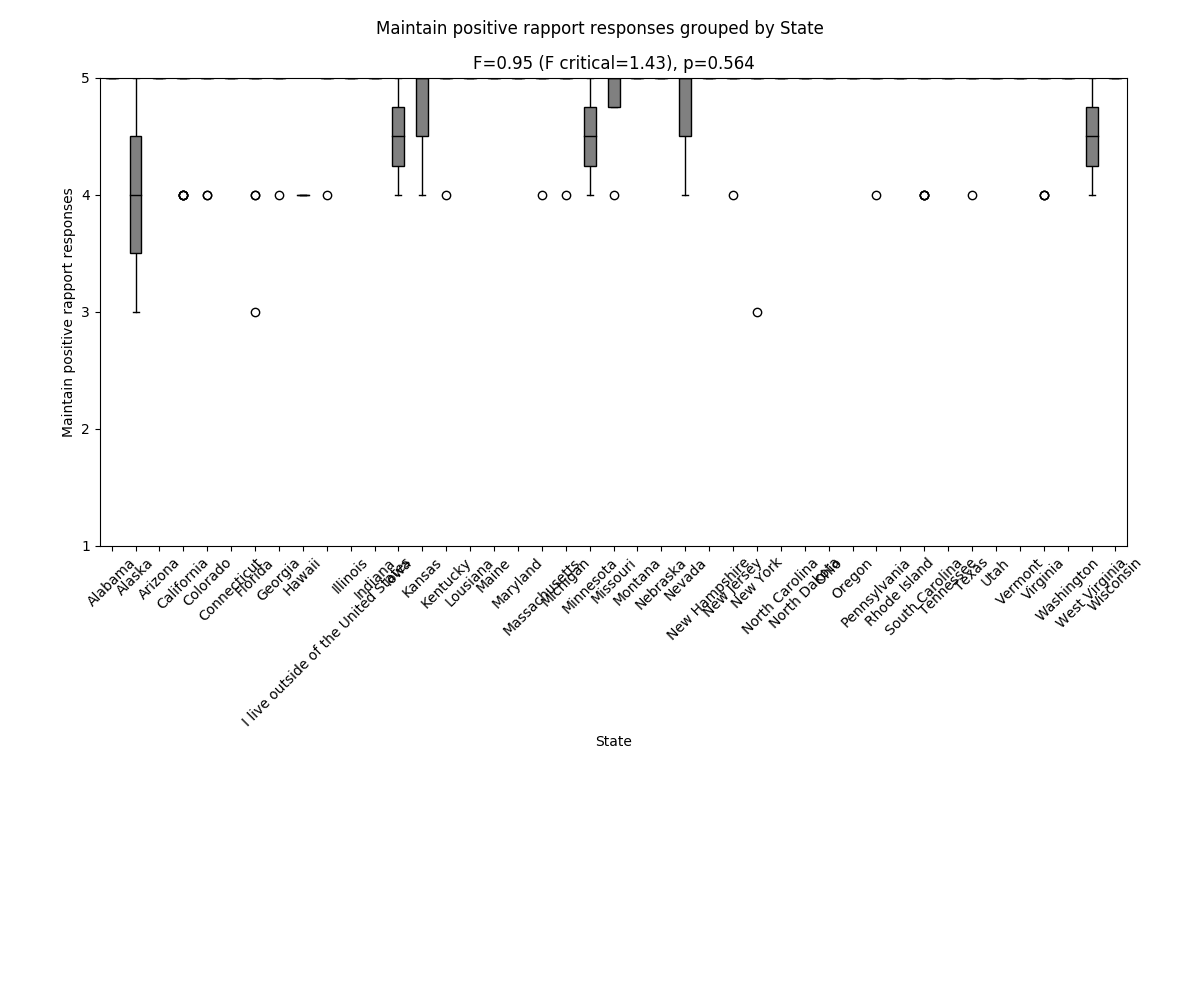 Maintain positive rapport responses grouped by State
F=0.95 (F critical=1.43), p=0.564
Maintain positive rapport responses
5
4
3
2
1
Alabama
Alaska
Arizona
California
Colorado
Connecticut
Florida
Georgia
Hawaii
I live outside of the United States
Illinois
Indiana
Iowa
Kansas
Kentucky
Lousiana
Maine
Maryland
Massachusetts
Michigan
Minnesota
Missouri
Montana
Nebraska
Nevada
New Hampshire
New Jersey
New York
North Carolina
North Dakota
Ohio
Oregon
Pennsylvania
Rhode Island
South Carolina
Tennessee
Texas
Utah
Vermont
Virginia
Washington
West Virginia
Wisconsin
State